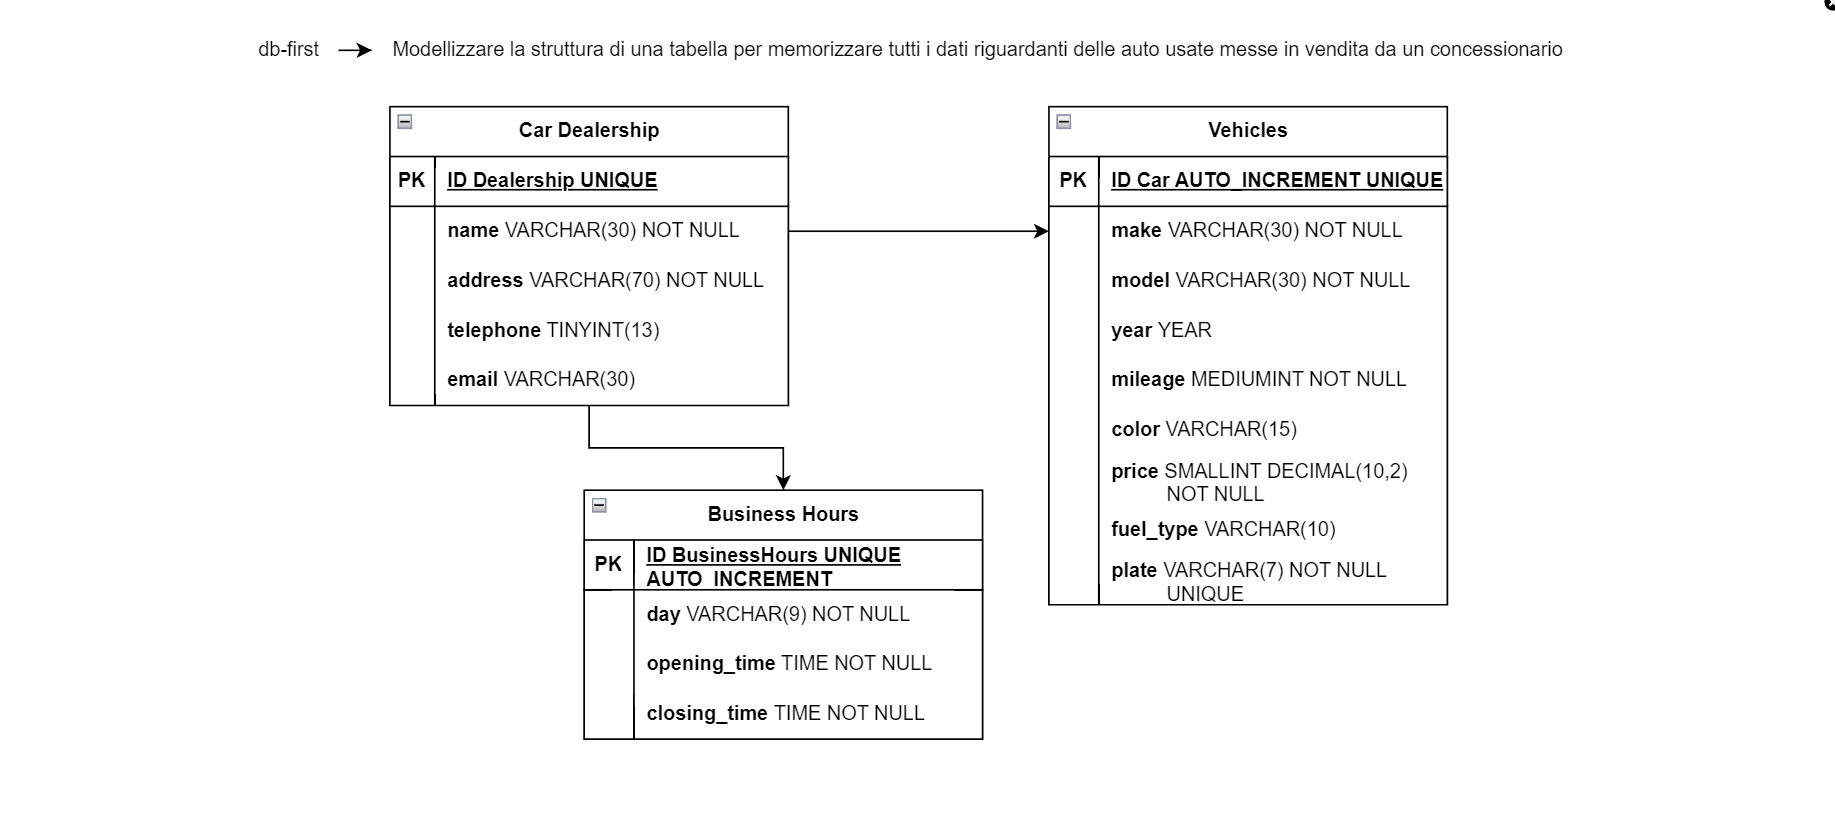 db-first Modellizzare la struttura di una tabella per memorizzare tutti i dati riguardanti delle auto usate messe in vendita da un concessionario
Car Dealership
PK ID Dealership UNIQUE
name VARCHAR(30) NOT NULL
address VARCHAR(70) NOT NULL
telephone TINYINT(13)
email VARCHAR(30)
Vehicles
PK ID Car AUTO_INCREMENT UNIQUE
make VARCHAR(30) NOT NULL
model VARCHAR(30) NOT NULL
year YEAR
mileage MEDIUMINT NOT NULL
color VARCHAR(15)
price SMALLINT DECIMAL(10,2)
NOT NULL
fuel_type VARCHAR(10)
plate VARCHAR(7) NOT NULL
UNIQUE
Business Hours
PK ID BusinessHours UNIQUE
AUTO_INCREMENT
day VARCHAR(9) NOT NULL
opening_time TIME NOT NULL
closing_time TIME NOT NULL